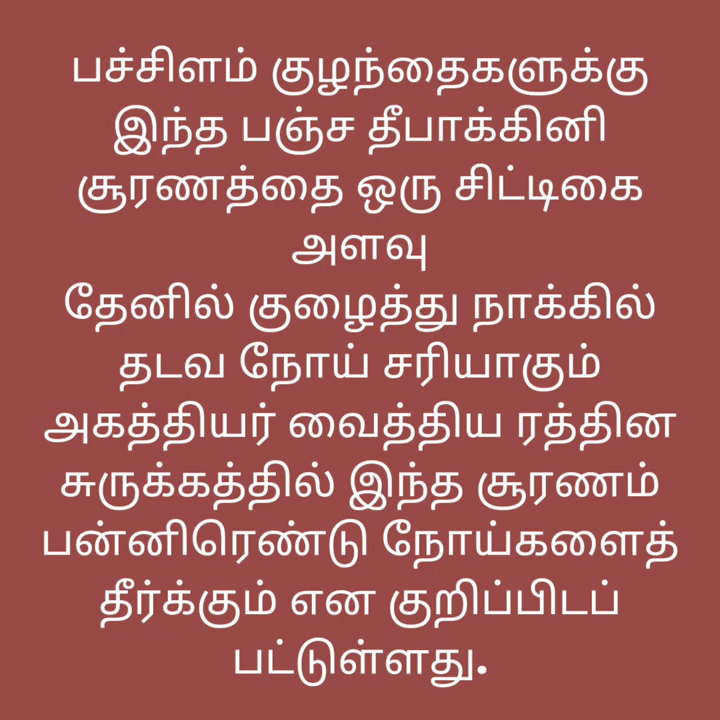 பச்சிளம் குழந்தைகளுக்கு
இந்த பஞ்ச தீபாக்கினி
சூரணத்தை ஒரு சிட்டிகை
அளவு
தேனில் குழைத்து நாக்கில்
தடவ நோய் சரியாகும்
அகத்தியர் வைத்திய ரத்தின
சுருக்கத்தில் இந்த சூரணம்
பன்னிரெண்டு நோய்களைத்
தீர்க்கும் என குறிப்பிடப்
பட்டுள்ளது.